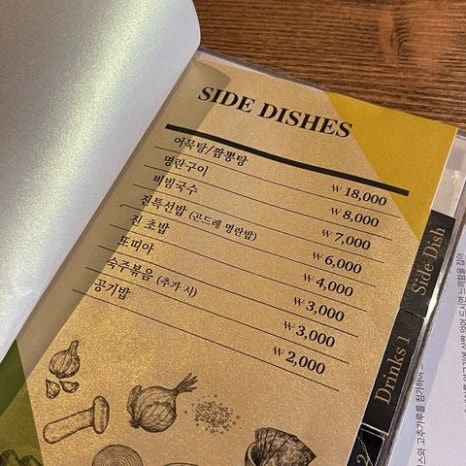 SIDE DISHES
어묵탕/짬뽕탕 ₩ 18,000
명란구이 ₩ 8,000
비빔국수 ₩ 7,000
칠특선밥 (곤드레 명란밥) ₩ 6,000
진 초밥 ₩ 4,000
또띠아 ₩ 3,000
숙주볶음 (추가 시) ₩ 3,000
공기밥 ₩ 2,000
Side Dish
Drinks 1
2